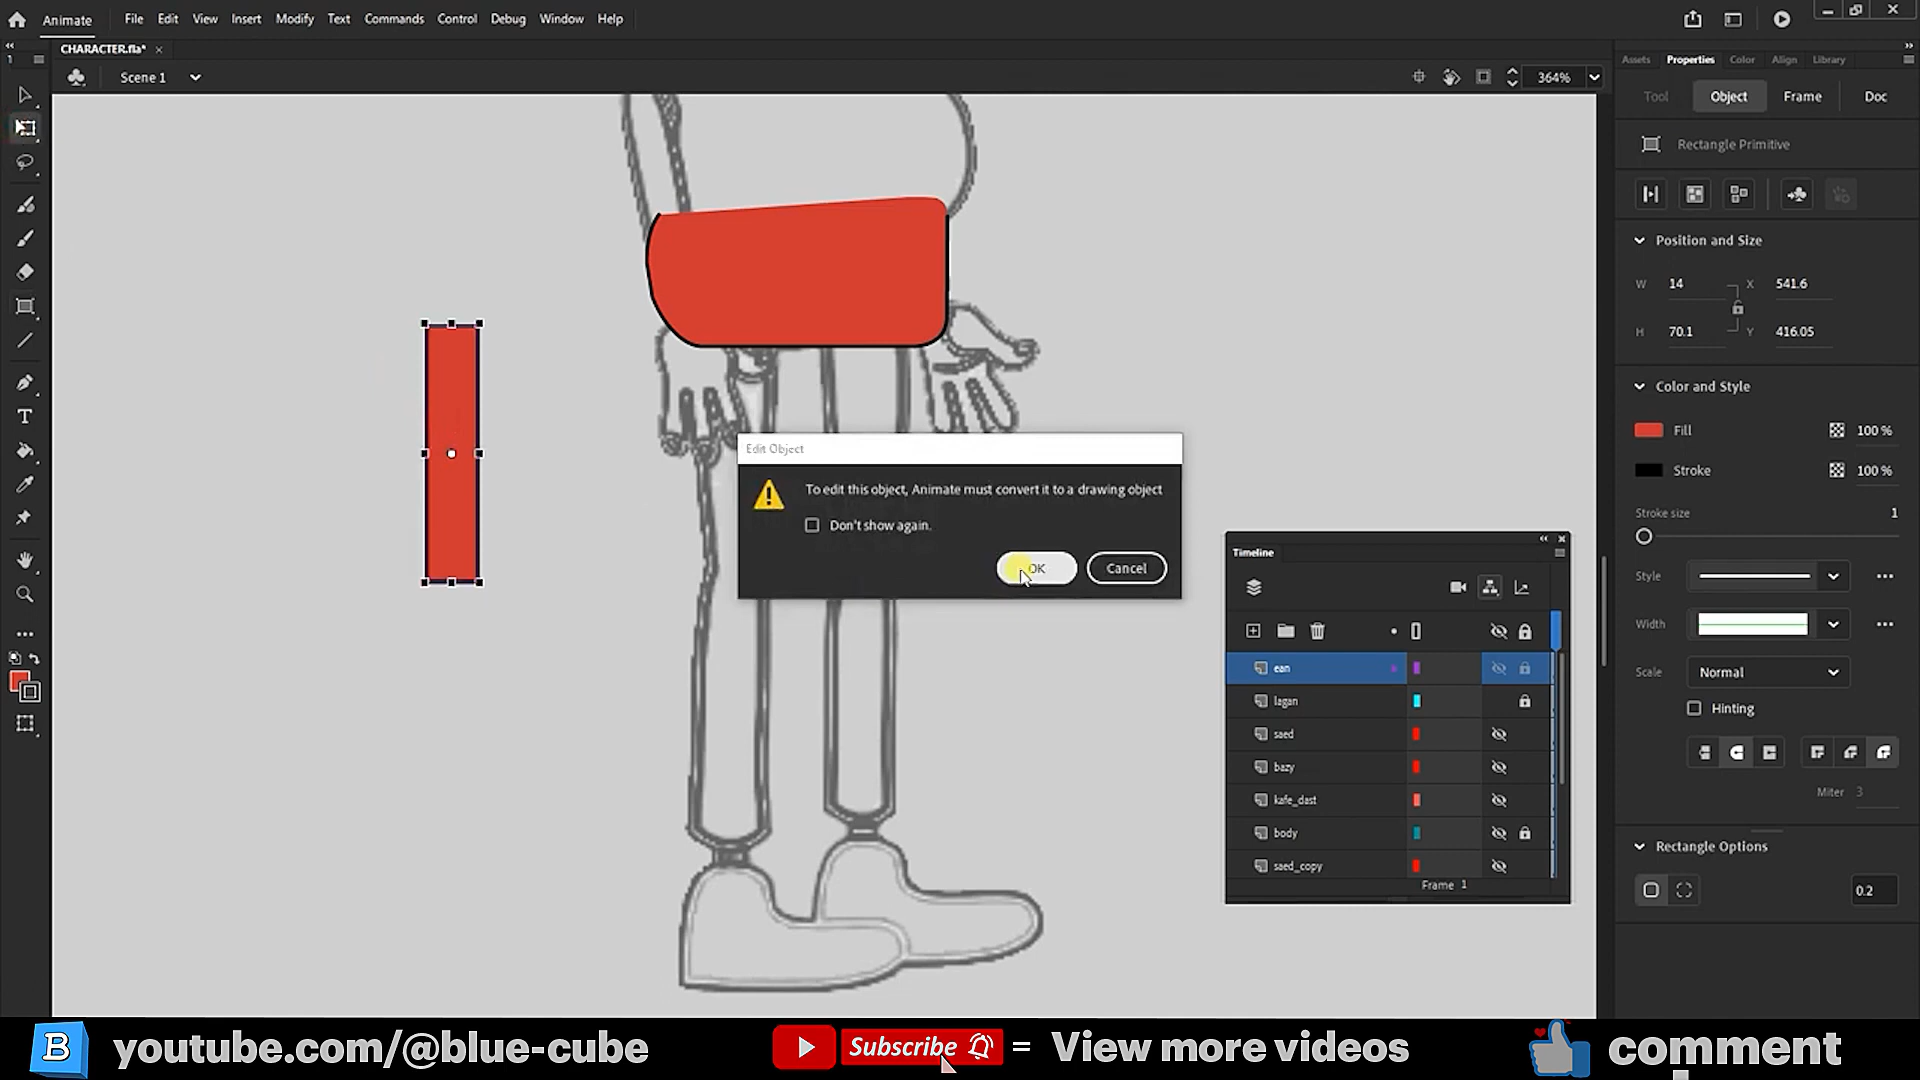 Animate File Edit View Insert Modify Text Commands Control Debug Window Help
CHARACTER.fla*
1
Scene 1
364%
Assets Properties Color Align Library
Tool Object Frame Doc
Rectangle Primitive
Position and Size
W 14 X 541.6
H 70.1 Y 416.05
Color and Style
Fill 100 %
Stroke 100 %
Stroke size 1
Style
Width
Scale Normal
Hinting
Miter 3
Rectangle Options
0.2
T
Edit Object
To edit this object, Animate must convert it to a drawing object
Don't show again.
OK Cancel
Timeline
ean
lagan
saed
bazy
kafe_dast
body
saed_copy
Frame 1
B youtube.com/@blue-cube Subscribe = View more videos comment